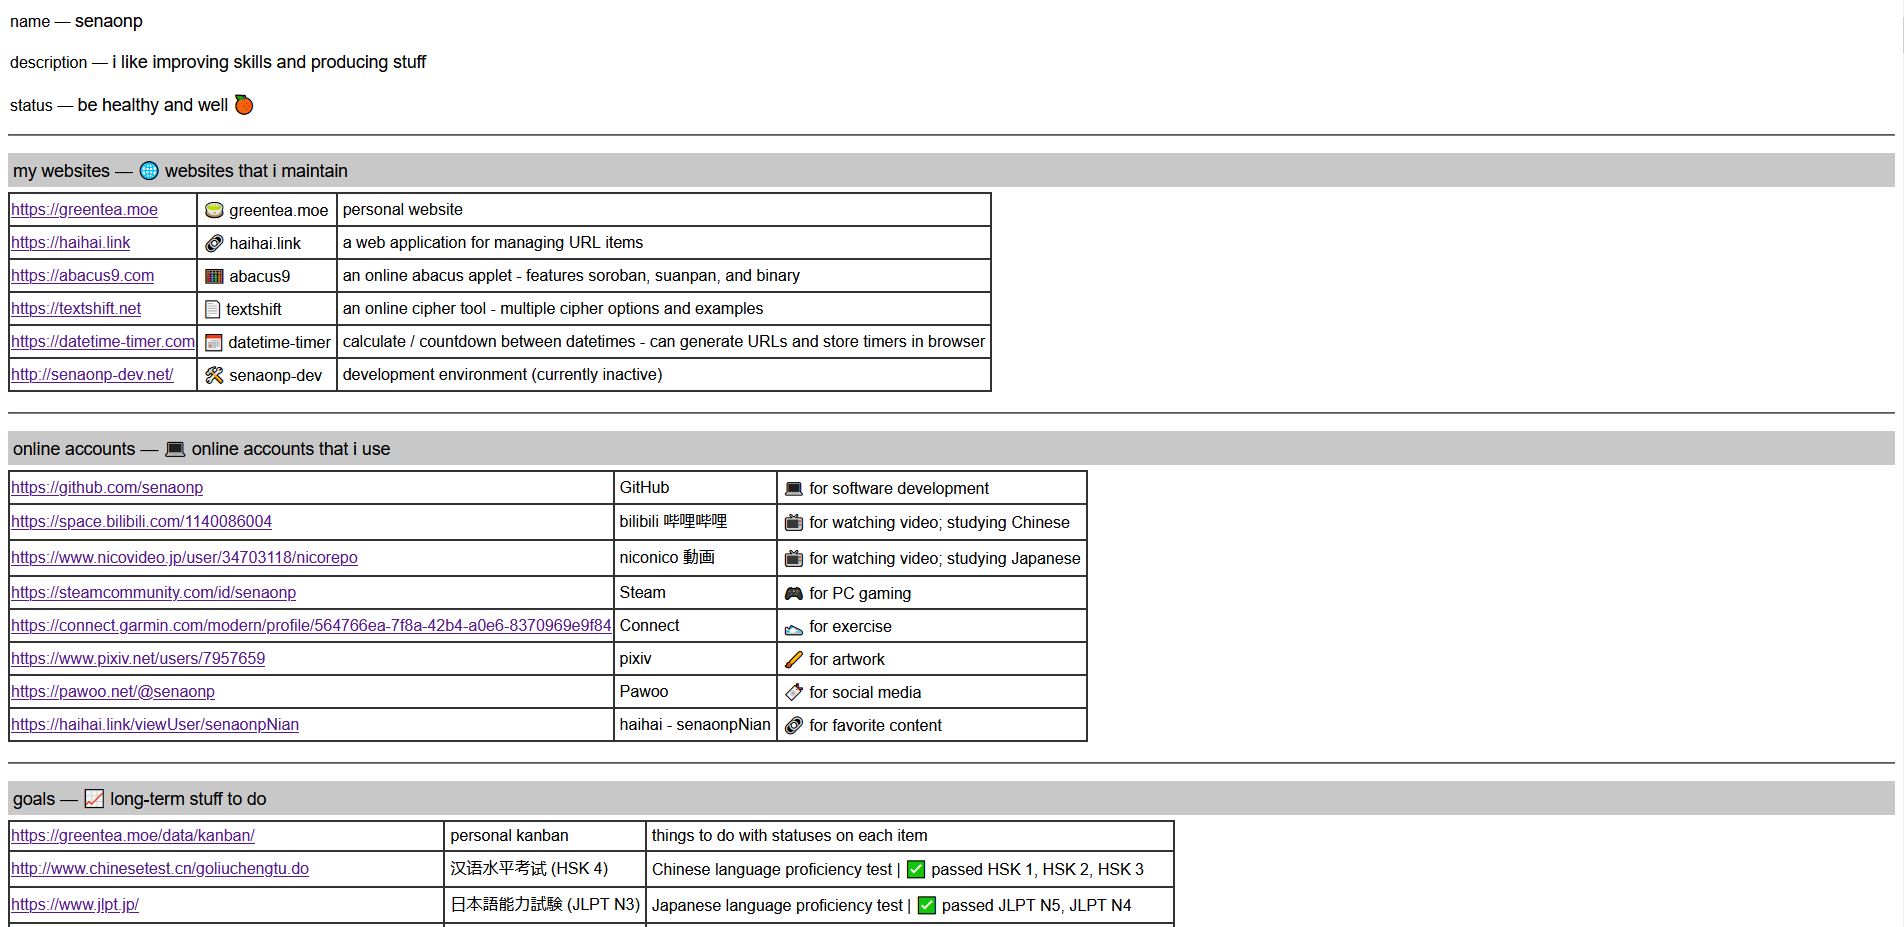 name — senaonp
description — i like improving skills and producing stuff
status — be healthy and well 🍊
my websites — 🌐 websites that i maintain
https://greentea.moe 🍵 greentea.moe personal website
https://haihai.link 🔗 haihai.link a web application for managing URL items
https://abacus9.com 🧮 abacus9 an online abacus applet - features soroban, suanpan, and binary
https://textshift.net 📄 textshift an online cipher tool - multiple cipher options and examples
https://datetime-timer.com 📅 datetime-timer calculate / countdown between datetimes - can generate URLs and store timers in browser
http://senaonp-dev.net/ 🛠 senaonp-dev development environment (currently inactive)
online accounts — 💻 online accounts that i use
https://github.com/senaonp GitHub 💻 for software development
https://space.bilibili.com/1140086004 bilibili 哔哩哔哩 📺 for watching video; studying Chinese
https://www.nicovideo.jp/user/34703118/nicorepo niconico 動画 📺 for watching video; studying Japanese
https://steamcommunity.com/id/senaonp Steam 🎮 for PC gaming
https://connect.garmin.com/modern/profile/564766ea-7f8a-42b4-a0e6-8370969e9f84 Connect 👟 for exercise
https://www.pixiv.net/users/7957659 pixiv 🖌 for artwork
https://pawoo.net/@senaonp Pawoo 🏷 for social media
https://haihai.link/viewUser/senaonpNian haihai - senaonpNian 🔗 for favorite content
goals — 📈 long-term stuff to do
https://greentea.moe/data/kanban/ personal kanban things to do with statuses on each item
http://www.chinesetest.cn/goliuchengtu.do 汉语水平考试 (HSK 4) Chinese language proficiency test | ✅ passed HSK 1, HSK 2, HSK 3
https://www.jlpt.jp/ 日本語能力試験 (JLPT N3) Japanese language proficiency test | ✅ passed JLPT N5, JLPT N4